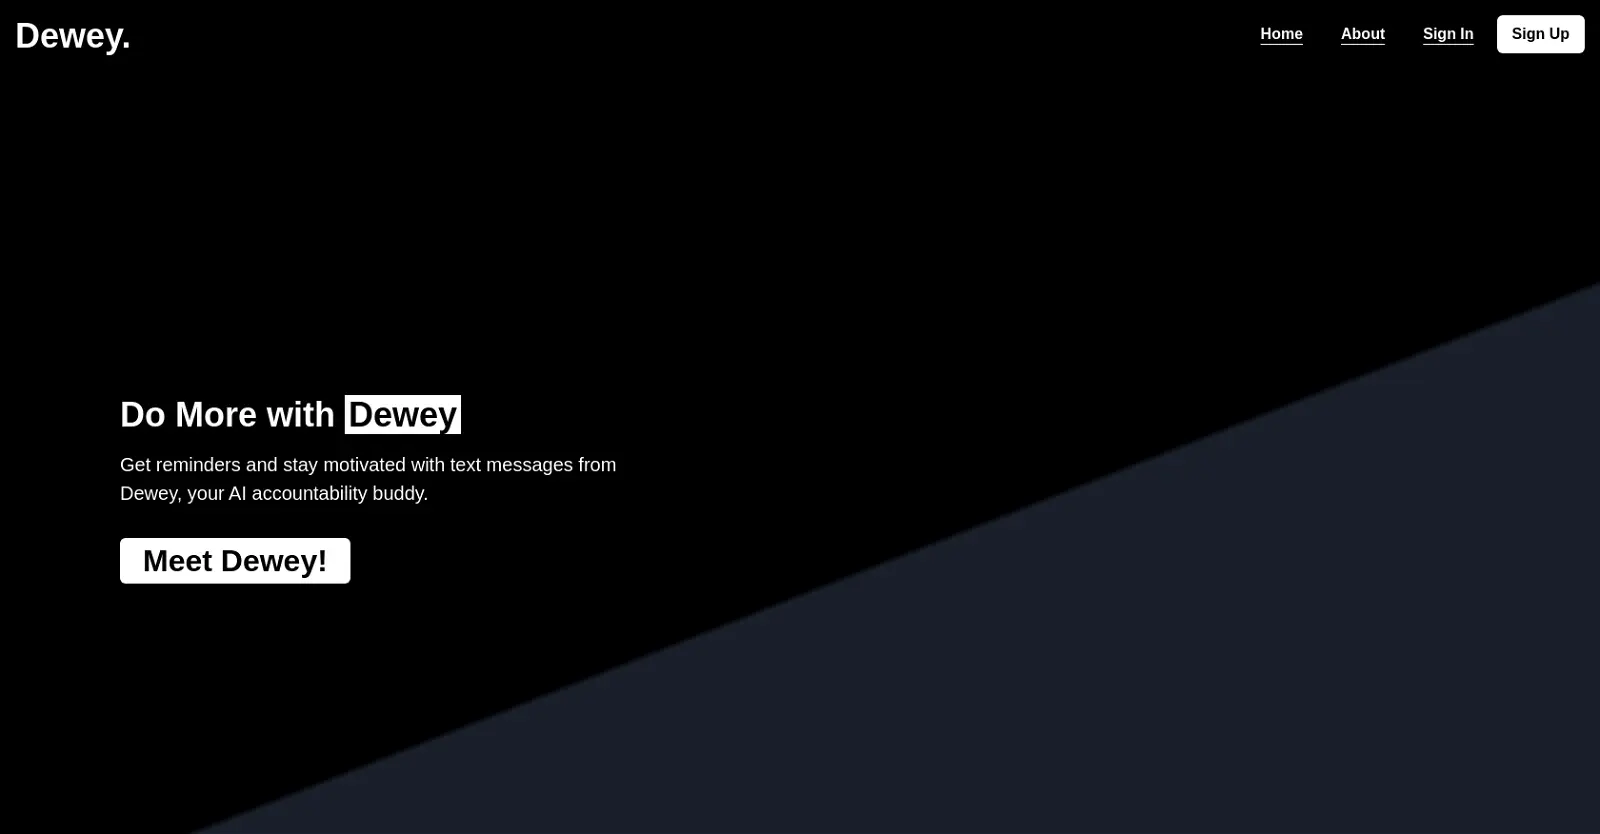 Dewey.
Home
About
Sign In
Sign Up
Do More with Dewey
Get reminders and stay motivated with text messages from
Dewey, your AI accountability buddy.
Meet Dewey!